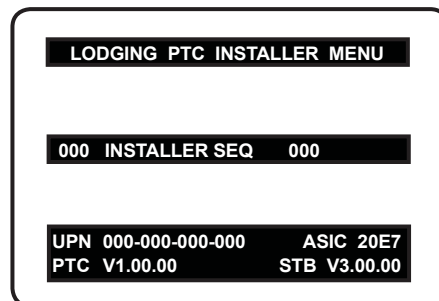 LODGING PTC INSTALLER MENU
000 INSTALLER SEQ 000
UPN 000-000-000-000 ASIC 20E7
PTC V1.00.00 STB V3.00.00